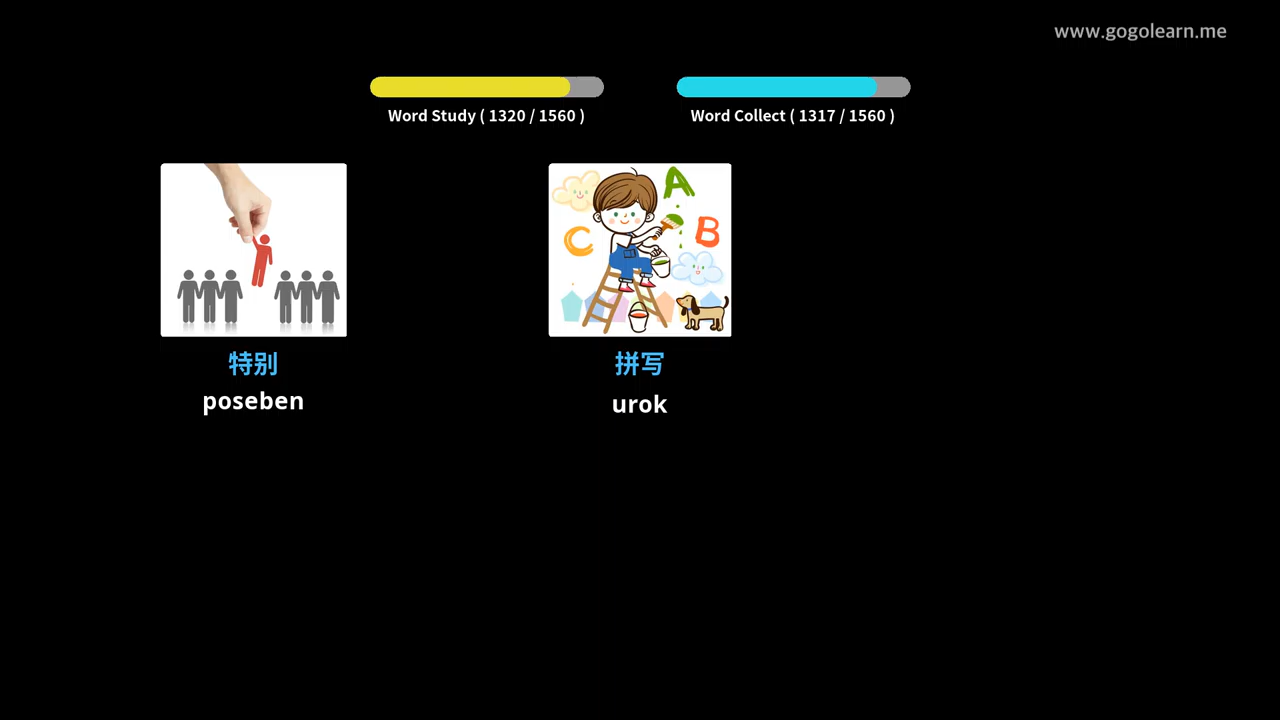 www.gogolearn.me
Word Study ( 1320 / 1560 )
Word Collect ( 1317 / 1560 )
A
B
C
特别
poseben
拼写
urok